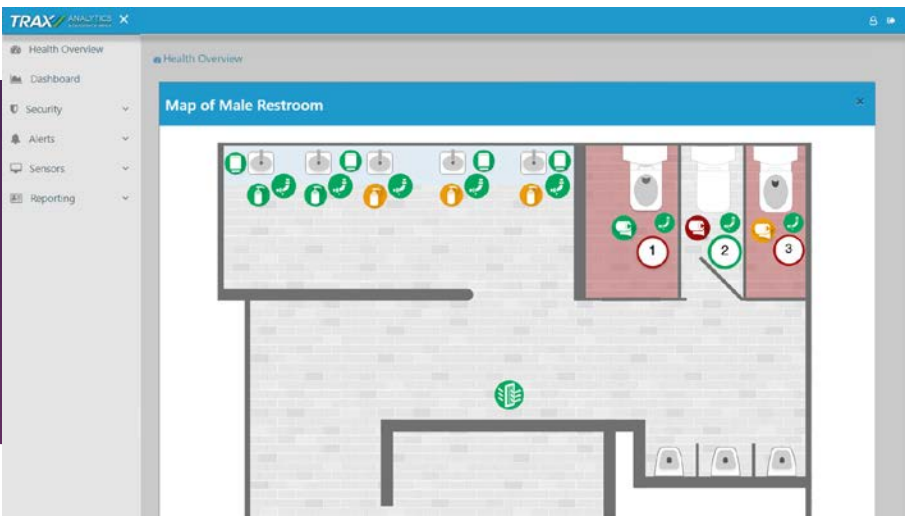 TRAX ANALYTICS
Health Overview
Dashboard
Security
Alerts
Sensors
Reporting
Health Overview
Map of Male Restroom
1
2
3